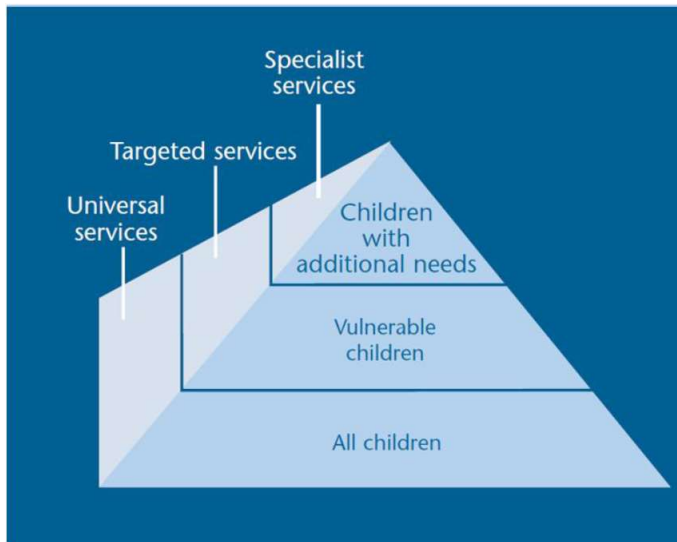 Specialist
services
Targeted services
Universal
services
Children
with
additional needs
Vulnerable
children
All children